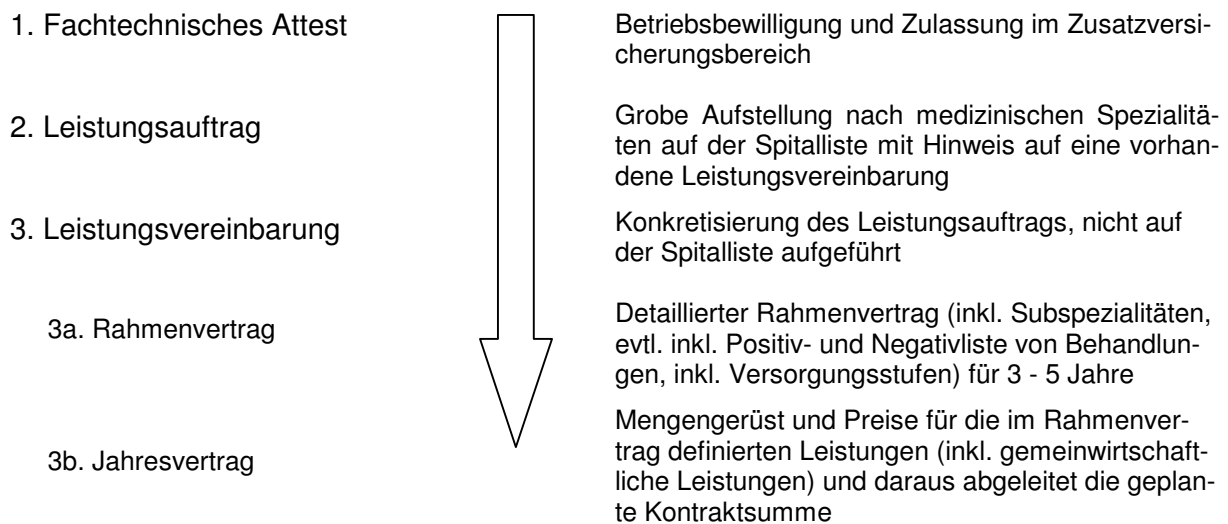 1. Fachtechnisches Attest
Betriebsbewilligung und Zulassung im Zusatzversi-
cherungsbereich
2. Leistungsauftrag
Grobe Aufstellung nach medizinischen Spezialitä-
ten auf der Spitalliste mit Hinweis auf eine vorhan-
dene Leistungsvereinbarung
3. Leistungsvereinbarung
Konkretisierung des Leistungsauftrags, nicht auf
der Spitalliste aufgeführt
3a. Rahmenvertrag
Detaillierter Rahmenvertrag (inkl. Subspezialitäten,
evtl. inkl. Positiv- und Negativliste von Behandlun-
gen, inkl. Versorgungsstufen) für 3 - 5 Jahre
3b. Jahresvertrag
Mengengerüst und Preise für die im Rahmenver-
trag definierten Leistungen (inkl. gemeinwirtschaft-
liche Leistungen) und daraus abgeleitet die geplan-
te Kontraktsumme